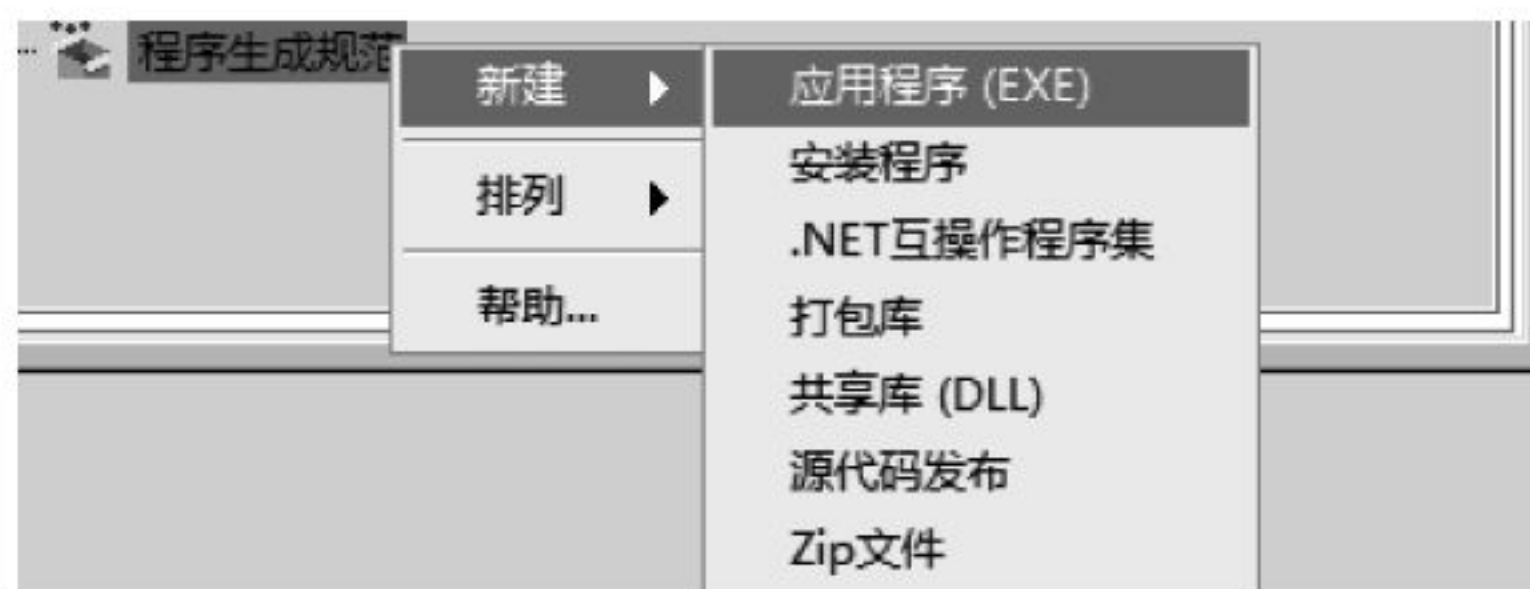 程序生成规范
新建
排列
帮助...
应用程序 (EXE)
安装程序
.NET互操作程序集
打包库
共享库 (DLL)
源代码发布
Zip文件